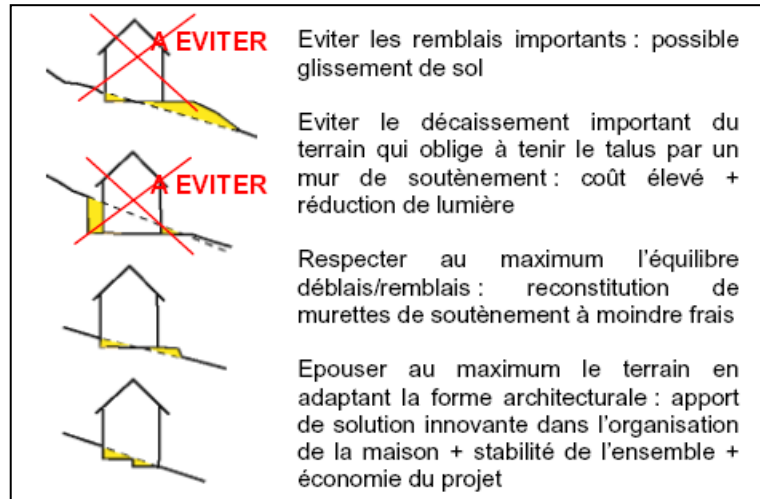 A EVITER
Eviter les remblais importants : possible
glissement de sol
Eviter le décaissement important du
terrain qui oblige à tenir le talus par un
A EVITER
mur de soutènement : coût élevé +
réduction de lumière
Respecter au maximum l'équilibre
déblais/remblais : reconstitution de
murettes de soutènement à moindre frais
Epouser au maximum le terrain en
adaptant la forme architecturale : apport
de solution innovante dans l'organisation
de la maison + stabilité de l'ensemble +
économie du projet